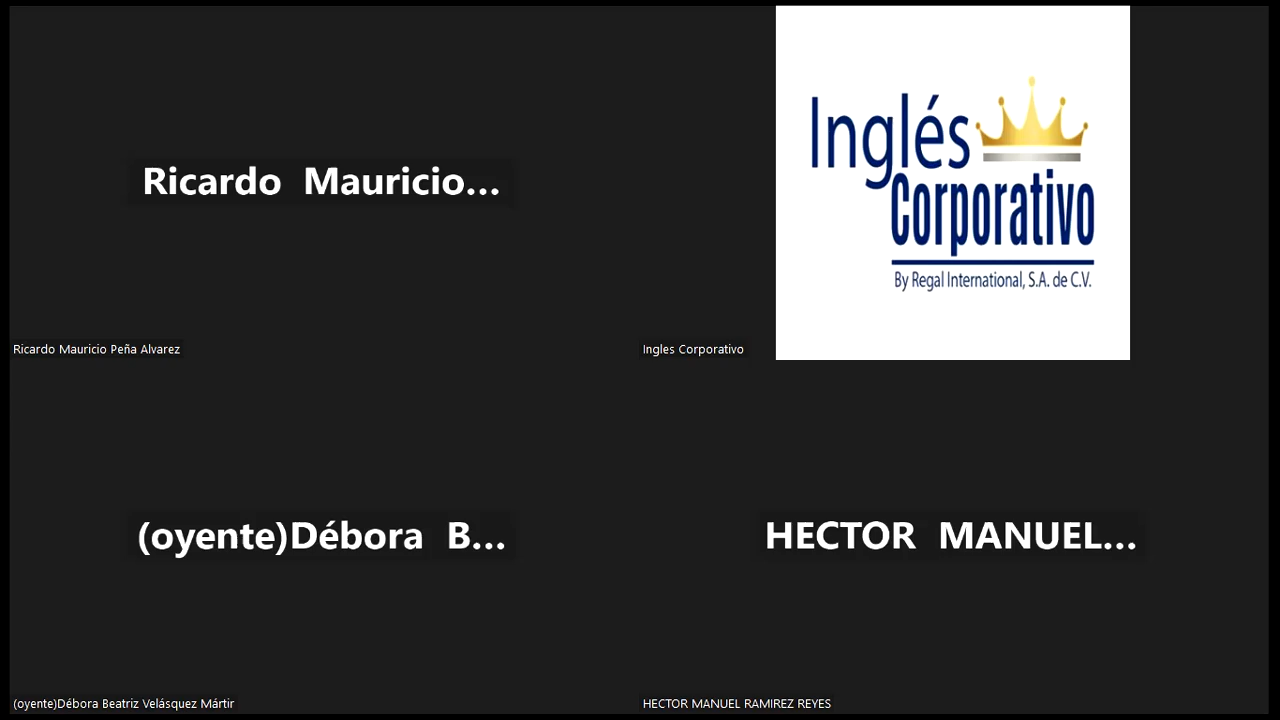 Ricardo Mauricio...
Ricardo Mauricio Peña Alvarez
Inglés
Corporativo
By Regal International, S.A. de C.V.
Ingles Corporativo
(oyente)Débora B...
(oyente)Débora Beatriz Velásquez Mártir
HECTOR MANUEL...
HECTOR MANUEL RAMIREZ REYES